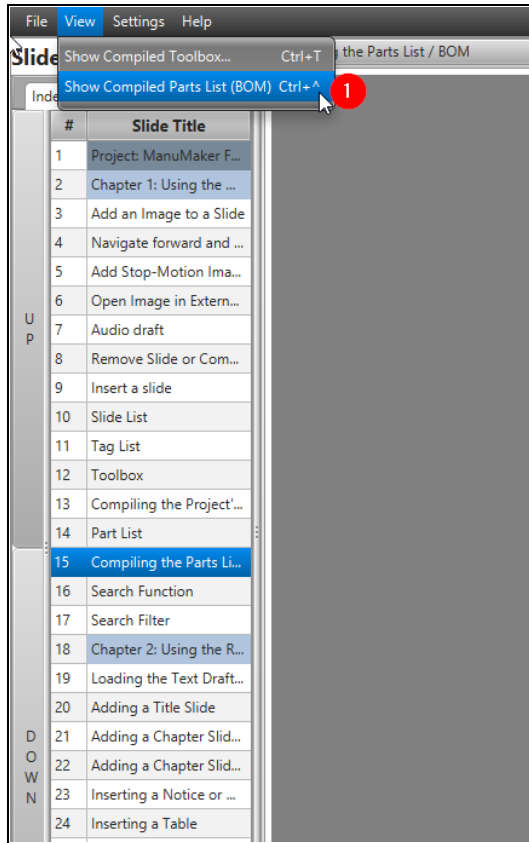 File View Settings Help
Slide
the Parts List / BOM
Show Compiled Toolbox... Ctrl+T
Show Compiled Parts List (BOM) Ctrl+^ 1
# Slide Title
1 Project: ManuMaker F...
2 Chapter 1: Using the ...
3 Add an Image to a Slide
4 Navigate forward and ...
5 Add Stop-Motion Ima...
6 Open Image in Extern...
7 Audio draft
8 Remove Slide or Com...
9 Insert a slide
10 Slide List
11 Tag List
12 Toolbox
13 Compiling the Project'...
14 Part List
15 Compiling the Parts Li...
16 Search Function
17 Search Filter
18 Chapter 2: Using the R...
19 Loading the Text Draft...
20 Adding a Title Slide
21 Adding a Chapter Slid...
22 Adding a Chapter Slid...
23 Inserting a Notice or ...
24 Inserting a Table
U
P
D
O
W
N